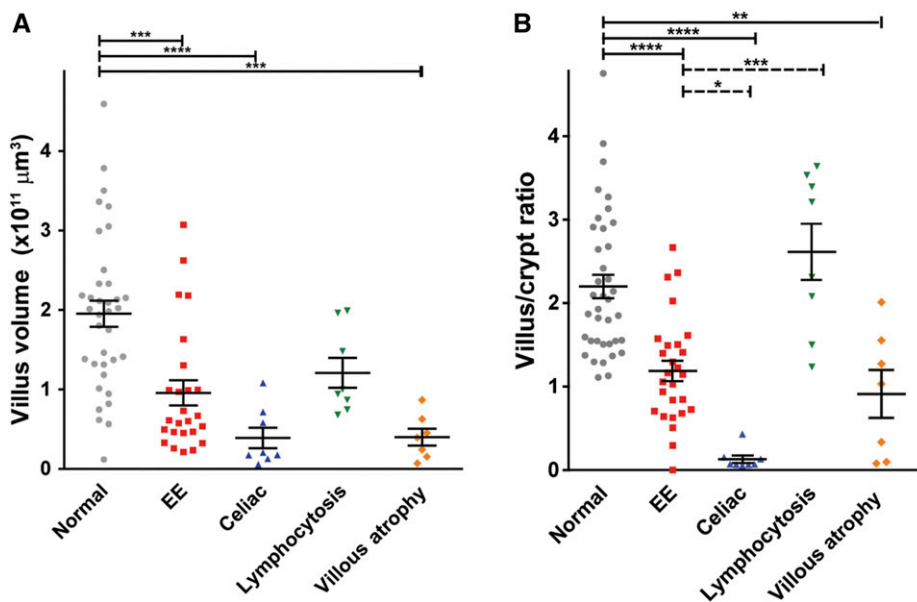 A
***
****
***
Villus volume (x10¹¹ µm³)
4
3
2
1
0
Normal
EE
Celiac
Lymphocytosis
Villous atrophy
B
**
****
****
***
*
Villus/crypt ratio
4
3
2
1
0
Normal
EE
Celiac
Lymphocytosis
Villous atrophy